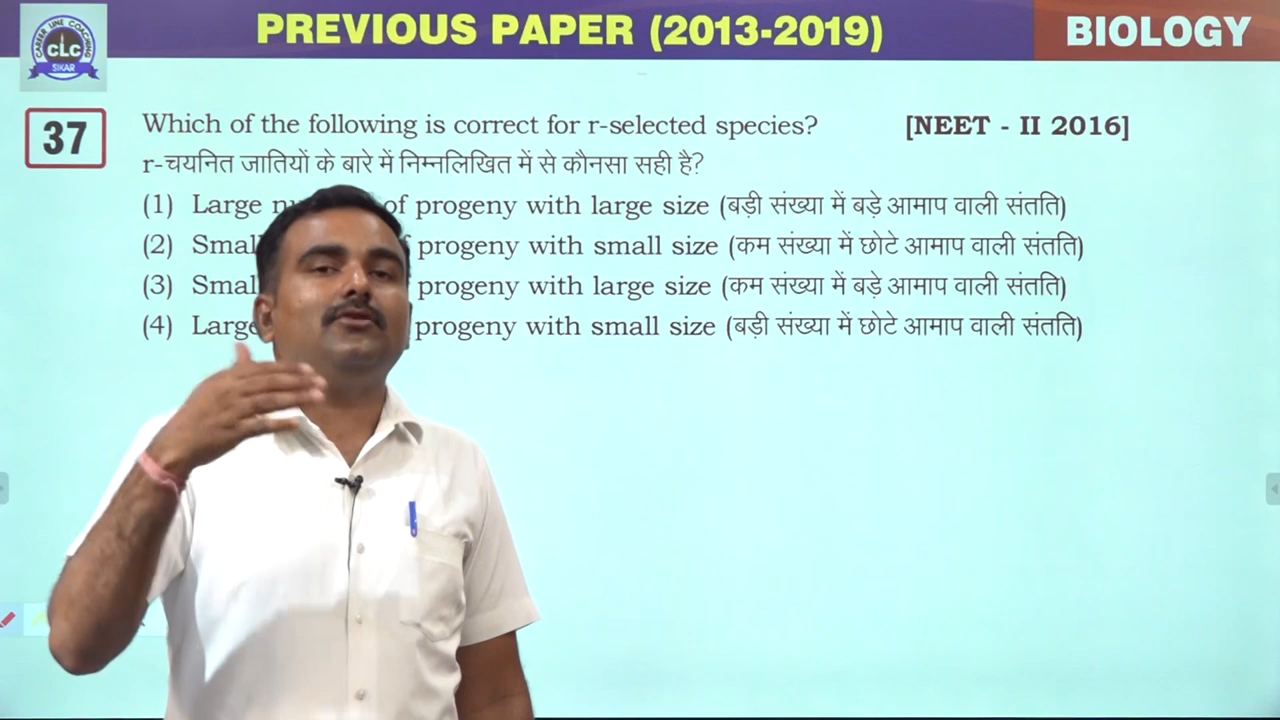 CAREER LINE COACHING
CLC
SIKAR
PREVIOUS PAPER (2013-2019)
BIOLOGY
37
Which of the following is correct for r-selected species? [NEET - II 2016]
r-चयनित जातियों के बारे में निम्नलिखित में से कौनसा सही है?
(1) Large of progeny with large size (बड़ी संख्या में बड़े आमाप वाली संतति)
(2) progeny with small size (कम संख्या में छोटे आमाप वाली संतति)
(3) progeny with large size (कम संख्या में बड़े आमाप वाली संतति)
(4) Large progeny with small size (बड़ी संख्या में छोटे आमाप वाली संतति)